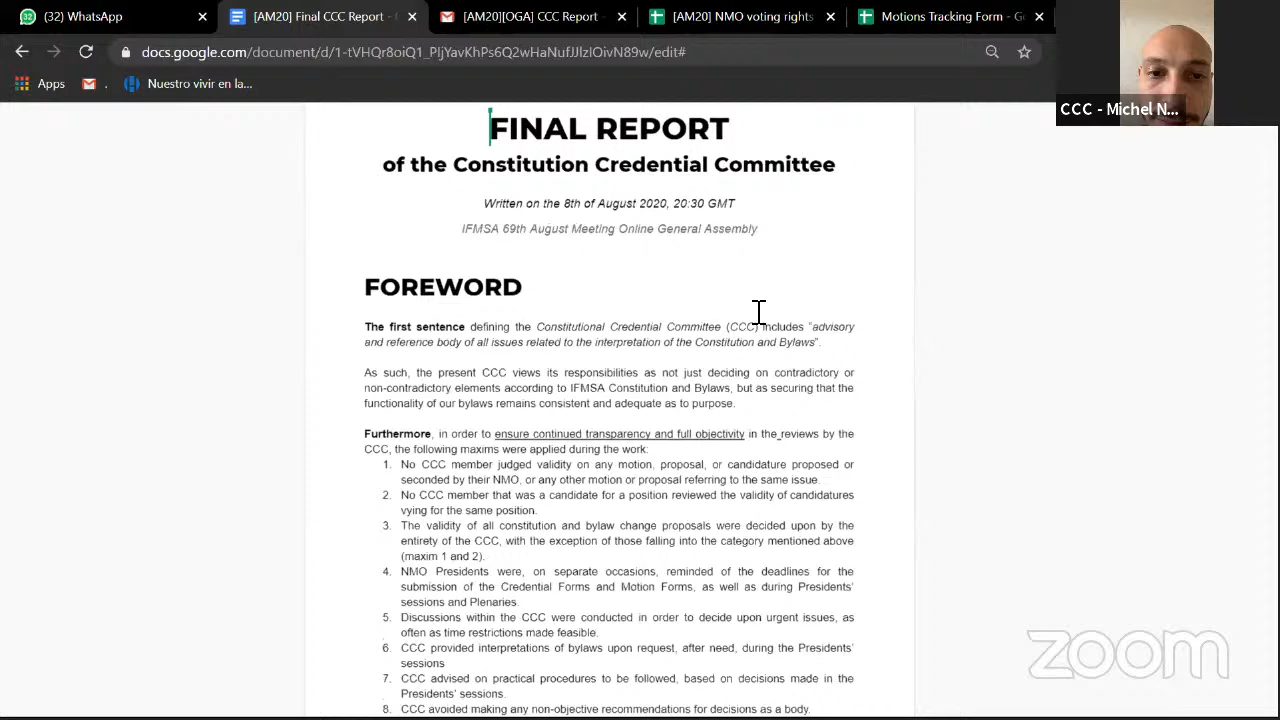 (32) WhatsApp
[AM20] Final CCC Report -
[AM20][OGA] CCC Report -
[AM20] NMO voting rights
Motions Tracking Form - Go
docs.google.com/document/d/1-tVHQr8oiQ1_PIjYavKhPs6Q2wHaNufJJlzIOivN89w/edit#
Apps
.
Nuestro vivir en la...
CCC - Michel N...
FINAL REPORT
of the Constitution Credential Committee
Written on the 8th of August 2020, 20:30 GMT
IFMSA 69th August Meeting Online General Assembly
FOREWORD
The first sentence defining the Constitutional Credential Committee (CCC) includes "advisory
and reference body of all issues related to the interpretation of the Constitution and Bylaws".
As such, the present CCC views its responsibilities as not just deciding on contradictory or
non-contradictory elements according to IFMSA Constitution and Bylaws, but as securing that the
functionality of our bylaws remains consistent and adequate as to purpose.
Furthermore, in order to ensure continued transparency and full objectivity in the reviews by the
CCC, the following maxims were applied during the work:
1. No CCC member judged validity on any motion, proposal, or candidature proposed or
seconded by their NMO, or any other motion or proposal referring to the same issue.
2. No CCC member that was a candidate for a position reviewed the validity of candidatures
vying for the same position.
3. The validity of all constitution and bylaw change proposals were decided upon by the
entirety of the CCC, with the exception of those falling into the category mentioned above
(maxim 1 and 2).
4. NMO Presidents were, on separate occasions, reminded of the deadlines for the
submission of the Credential Forms and Motion Forms, as well as during Presidents'
sessions and Plenaries.
5. Discussions within the CCC were conducted in order to decide upon urgent issues, as
often as time restrictions made feasible.
6. CCC provided interpretations of bylaws upon request, after need, during the Presidents'
sessions
7. CCC advised on practical procedures to be followed, based on decisions made in the
Presidents' sessions.
8. CCC avoided making any non-objective recommendations for decisions as a body.
zoom